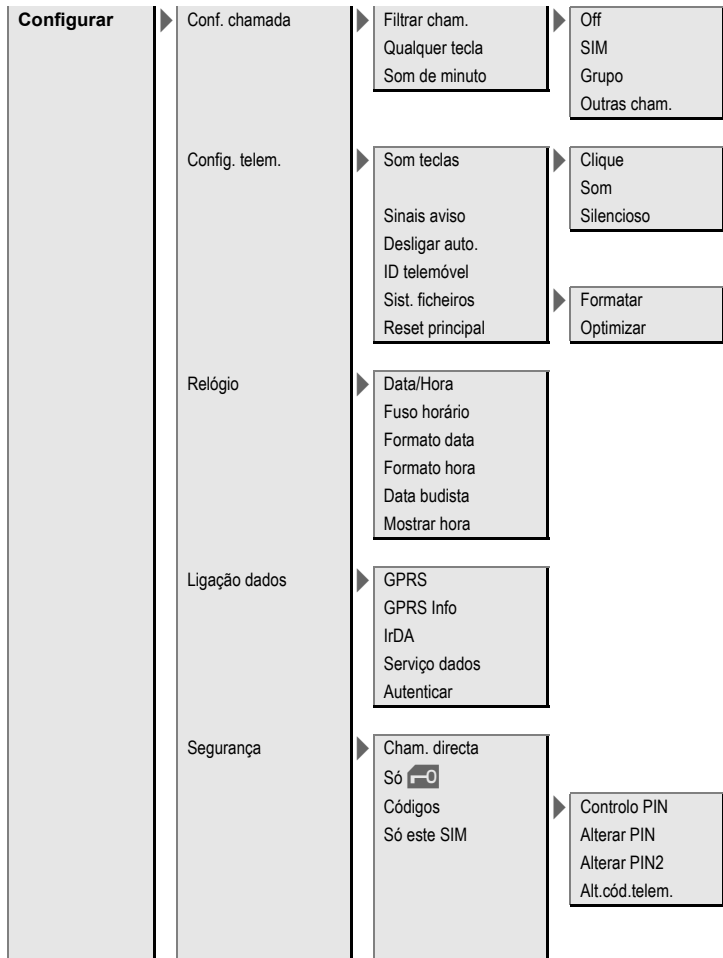 Configurar
Conf. chamada
Filtrar cham.
Off
Qualquer tecla
SIM
Som de minuto
Grupo
Outras cham.
Config. telem.
Som teclas
Clique
Som
Sinais aviso
Silencioso
Desligar auto.
ID telemóvel
Sist. ficheiros
Formatar
Reset principal
Optimizar
Relógio
Data/Hora
Fuso horário
Formato data
Formato hora
Data budista
Mostrar hora
Ligação dados
GPRS
GPRS Info
IrDA
Serviço dados
Autenticar
Segurança
Cham. directa
Só
Códigos
Controlo PIN
Só este SIM
Alterar PIN
Alterar PIN2
Alt.cód.telem.